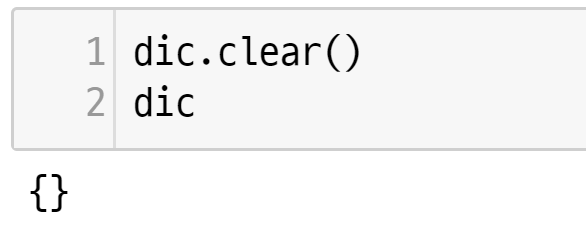 1 dic.clear()
2 dic
{}